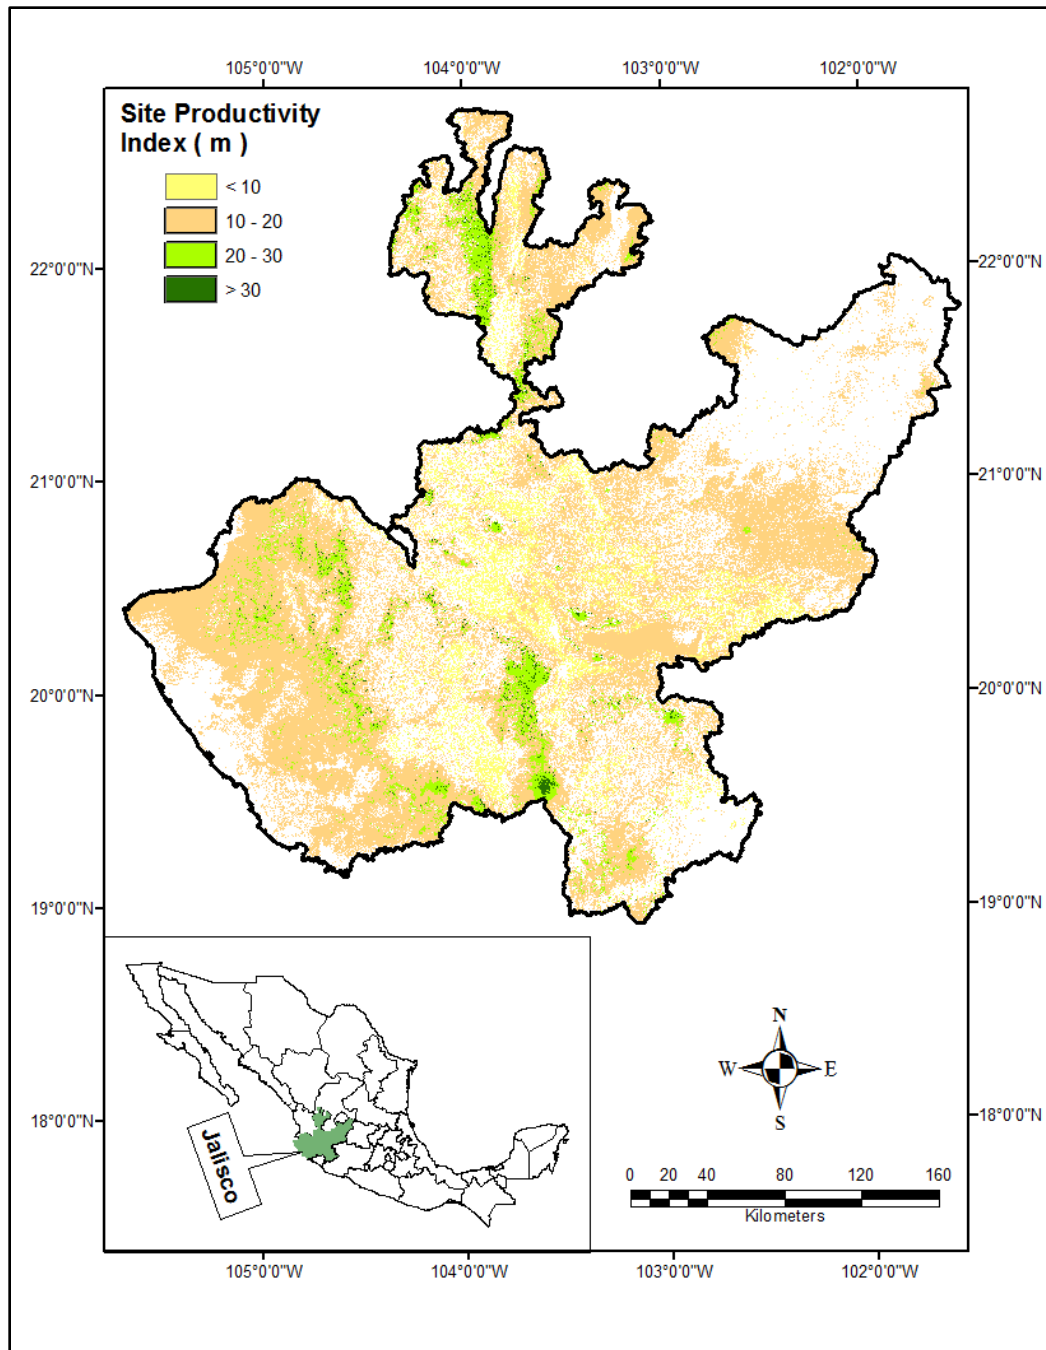 105°0'0"W 104°0'0"W 103°0'0"W 102°0'0"W
Site Productivity
Index ( m )
< 10
10 - 20
20 - 30
> 30
22°0'0"N 22°0'0"N
21°0'0"N 21°0'0"N
20°0'0"N 20°0'0"N
19°0'0"N 19°0'0"N
18°0'0"N 18°0'0"N
Jalisco
N
W E
S
0 20 40 80 120 160
Kilometers
105°0'0"W 104°0'0"W 103°0'0"W 102°0'0"W